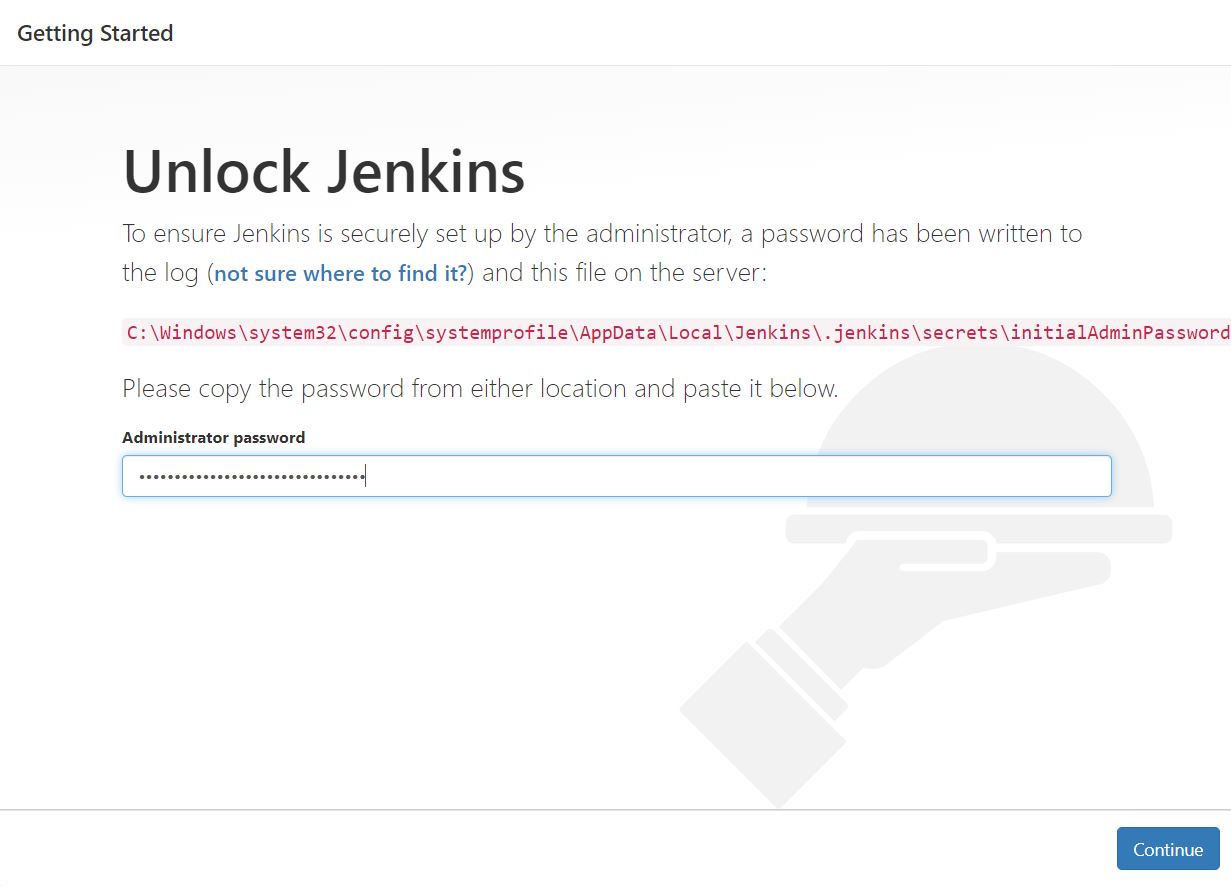 Getting Started
Unlock Jenkins
To ensure Jenkins is securely set up by the administrator, a password has been written to
the log (not sure where to find it?) and this file on the server:
C:\Windows\system32\config\systemprofile\AppData\Local\Jenkins\.jenkins\secrets\initialAdminPassword
Please copy the password from either location and paste it below.
Administrator password
••••••••••••••••••••••••••••••••
Continue